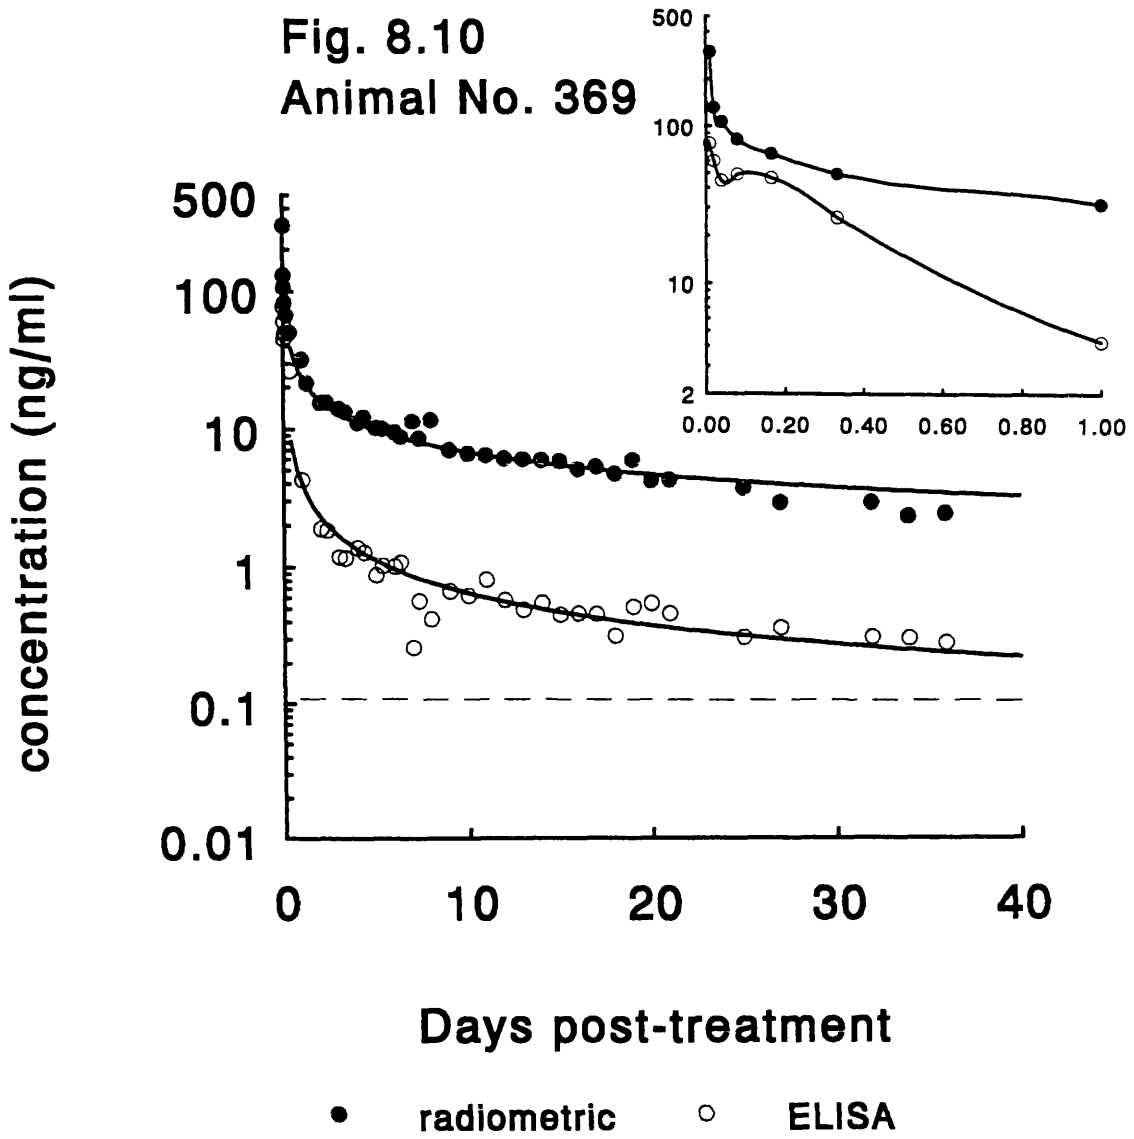 Fig. 8.10
Animal No. 369
500
100
10
2
0.00 0.20 0.40 0.60 0.80 1.00
concentration (ng/ml)
500
100
10
1
0.1
0.01
0 10 20 30 40
Days post-treatment
radiometric ELISA